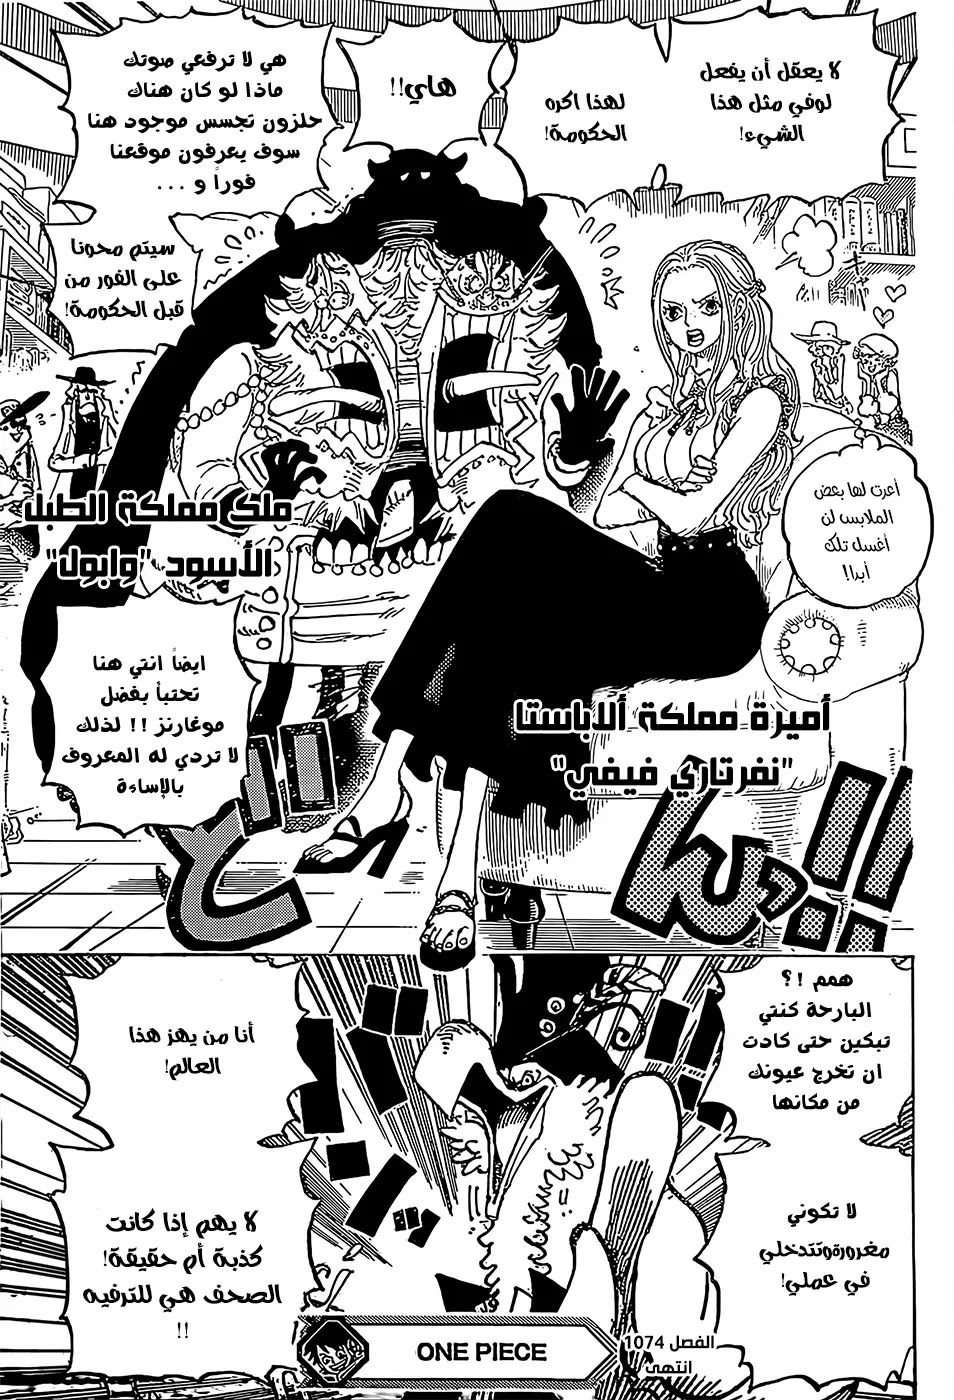 لا يعقل أن يفعل
لوفي مثل هذا
الشيء!
لهذا اكره
الحكومة!
هاي!!
هي لا ترفعي صوتك
ماذا لو كان هناك
حلزون تجسس موجود هنا
سوف يعرفون موقعنا
فوراً و ...
سيتم محونا
على الفور من
قبل الحكومة!
أعرت لها بعض
الملابس لن
أغسل تلك
أبدا!
ملك مملكة الطبل
الأسود "وابول"
ايضاً انتي هنا
تحتبأ بفضل
موغارنز !! لذلك
لا تردي له المعروف
بالإساءة
أميرة مملكة ألاباستا
"نفرتاري فيفي"
همم !؟
البارحة كنتي
تبكين حتى كادت
ان تخرج عيونك
من مكانها
لا تكوني
مغرورةوتتدخلي
في عملي!
أنا من يهز هذا
العالم!
لا يهم إذا كانت
كذبة أم حقيقة!
الصحف هي للترفيه
!!
ONE PIECE
الفصل 1074
انتهى